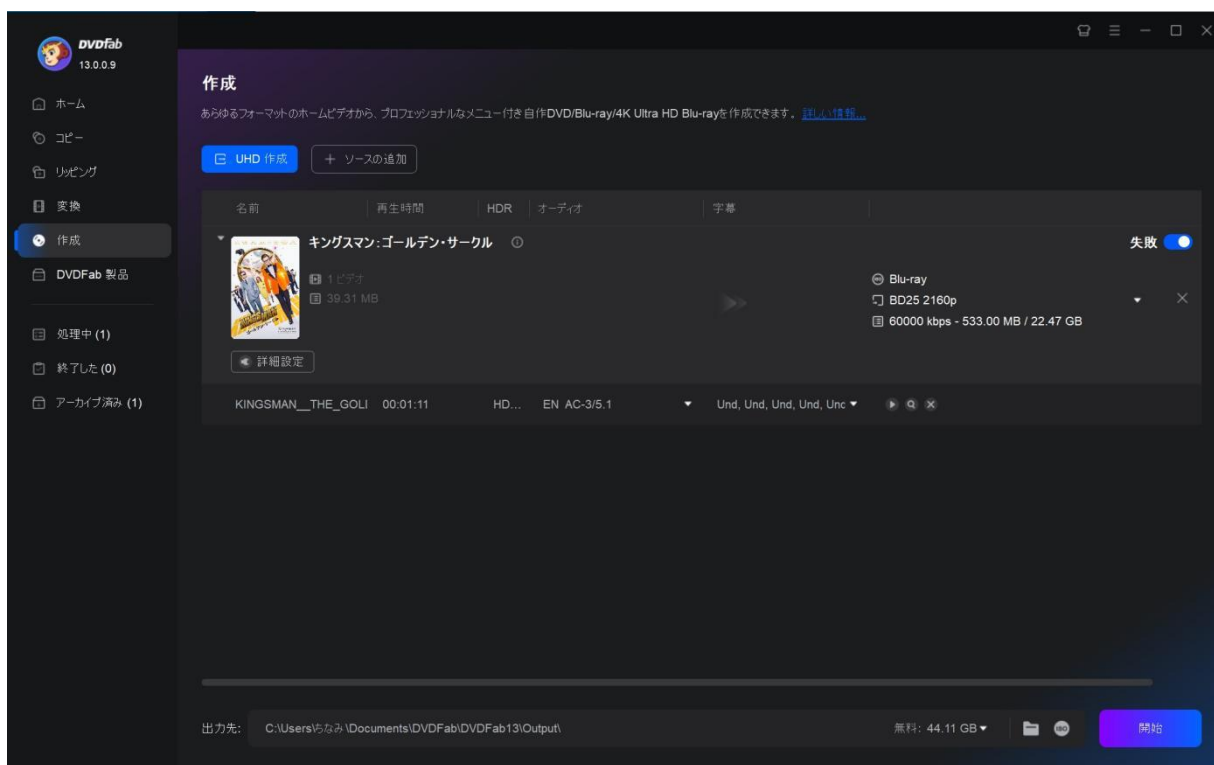 DVDFab
13.0.0.9
ホーム
コピー
リッピング
変換
作成
DVDFab 製品
処理中 (1)
終了した (0)
アーカイブ済み (1)
作成
あらゆるフォーマットのホームビデオから、プロフェッショナルなメニュー付き自作DVD/Blu-ray/4K Ultra HD Blu-rayを作成できます。詳しい情報...
UHD 作成
+ ソースの追加
名前 再生時間 HDR オーディオ 字幕
キングスマン:ゴールデン・サークル
失敗
1 ビデオ
39.31 MB
Blu-ray
BD25 2160p
60000 kbps - 533.00 MB / 22.47 GB
詳細設定
KINGSMAN__THE_GOLI 00:01:11 HD... EN AC-3/5.1 Und, Und, Und, Und, Unc
出力先: C:\Users\ちなみ\Documents\DVDFab\DVDFab13\Output\ 無料: 44.11 GB ISO 開始